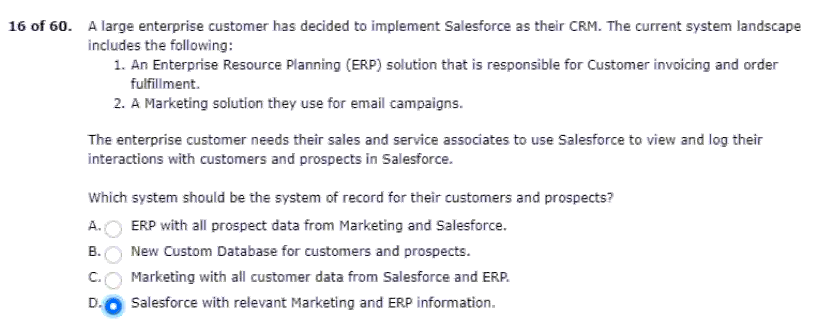 16 of 60. A large enterprise customer has decided to implement Salesforce as their CRM. The current system landscape
includes the following:
1. An Enterprise Resource Planning (ERP) solution that is responsible for Customer invoicing and order
fulfillment.
2. A Marketing solution they use for email campaigns.
The enterprise customer needs their sales and service associates to use Salesforce to view and log their
interactions with customers and prospects in Salesforce.
Which system should be the system of record for their customers and prospects?
A. ERP with all prospect data from Marketing and Salesforce.
B. New Custom Database for customers and prospects.
C. Marketing with all customer data from Salesforce and ERP.
D. Salesforce with relevant Marketing and ERP information.